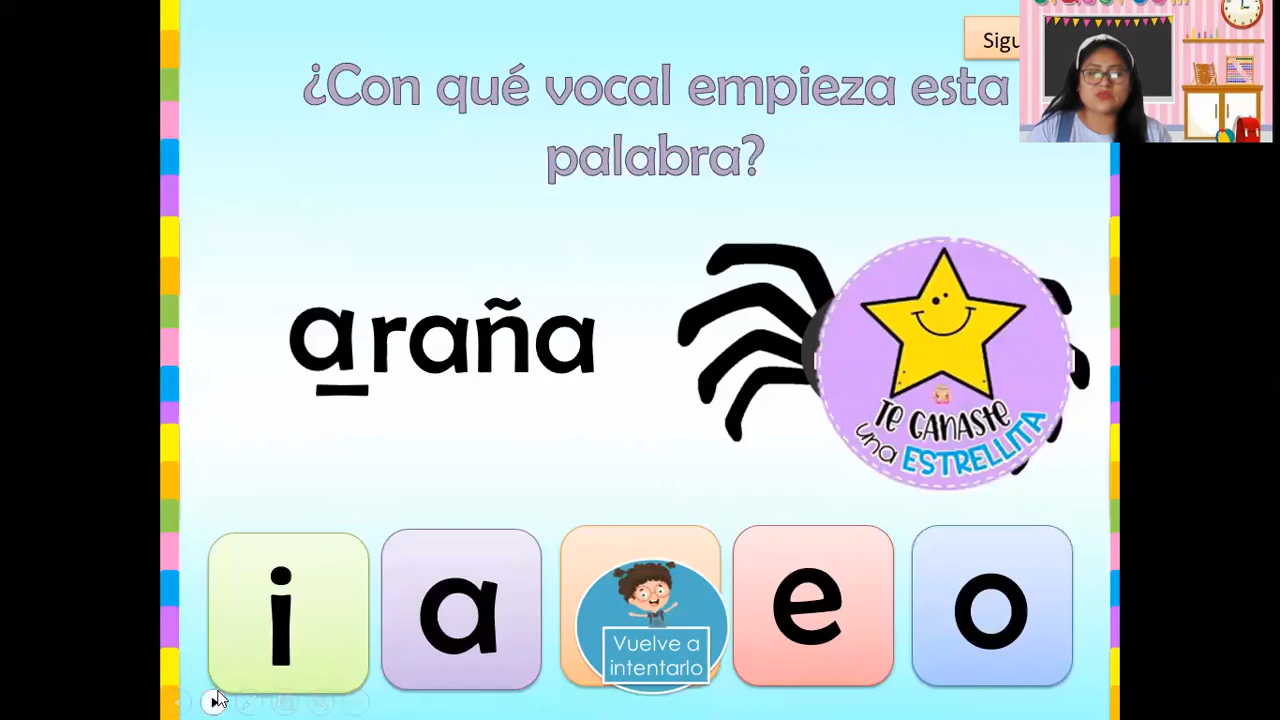 Sigu
¿Con qué vocal empieza esta
palabra?
araña
TE GANASTE
una ESTRELLITA
i a e o
Vuelve a
intentarlo